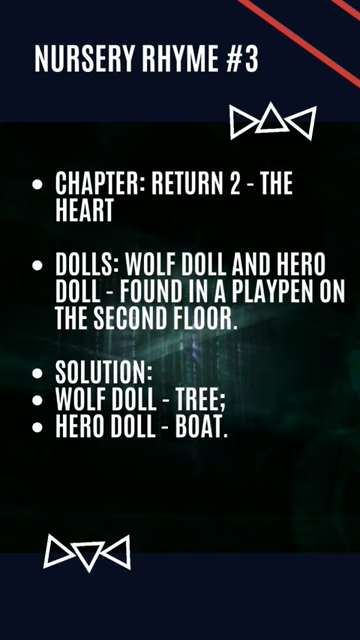 NURSERY RHYME #3
• CHAPTER: RETURN 2 - THE
HEART
• DOLLS: WOLF DOLL AND HERO
DOLL - FOUND IN A PLAYPEN ON
THE SECOND FLOOR.
• SOLUTION:
• WOLF DOLL - TREE;
• HERO DOLL - BOAT.